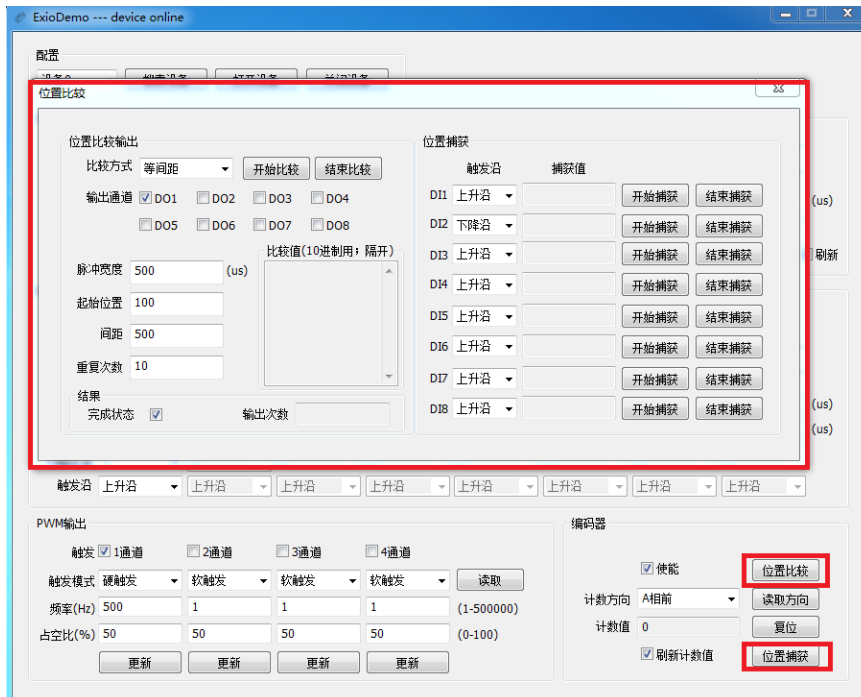 ExioDemo --- device online
配置
位置比较
位置比较输出
比较方式 等间距 开始比较 结束比较
输出通道 DO1 DO2 DO3 DO4
DO5 DO6 DO7 DO8
比较值(10进制用；隔开)
脉冲宽度 500 (us)
起始位置 100
间距 500
重复次数 10
结果
完成状态 输出次数
位置捕获
触发沿 捕获值
DI1 上升沿 开始捕获 结束捕获
DI2 下降沿 开始捕获 结束捕获
DI3 上升沿 开始捕获 结束捕获
DI4 上升沿 开始捕获 结束捕获
DI5 上升沿 开始捕获 结束捕获
DI6 上升沿 开始捕获 结束捕获
DI7 上升沿 开始捕获 结束捕获
DI8 上升沿 开始捕获 结束捕获
(us)
刷新
(us)
(us)
触发沿 上升沿 上升沿 上升沿 上升沿 上升沿 上升沿 上升沿 上升沿
PWM输出
触发 1通道 2通道 3通道 4通道
触发模式 硬触发 软触发 软触发 软触发 读取
频率(Hz) 500 1 1 1 (1-500000)
占空比(%) 50 50 50 50 (0-100)
更新 更新 更新 更新
编码器
使能 位置比较
计数方向 A相前 读取方向
计数值 0 复位
刷新计数值 位置捕获